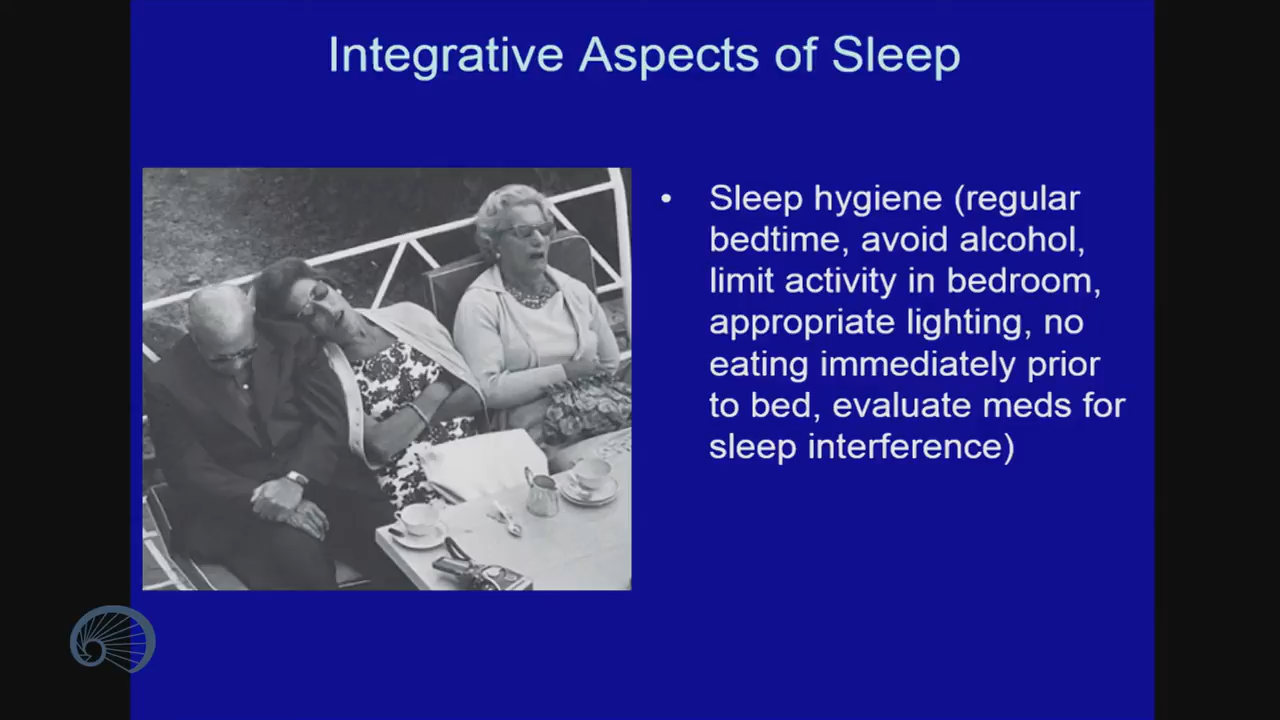 Integrative Aspects of Sleep
• Sleep hygiene (regular
bedtime, avoid alcohol,
limit activity in bedroom,
appropriate lighting, no
eating immediately prior
to bed, evaluate meds for
sleep interference)